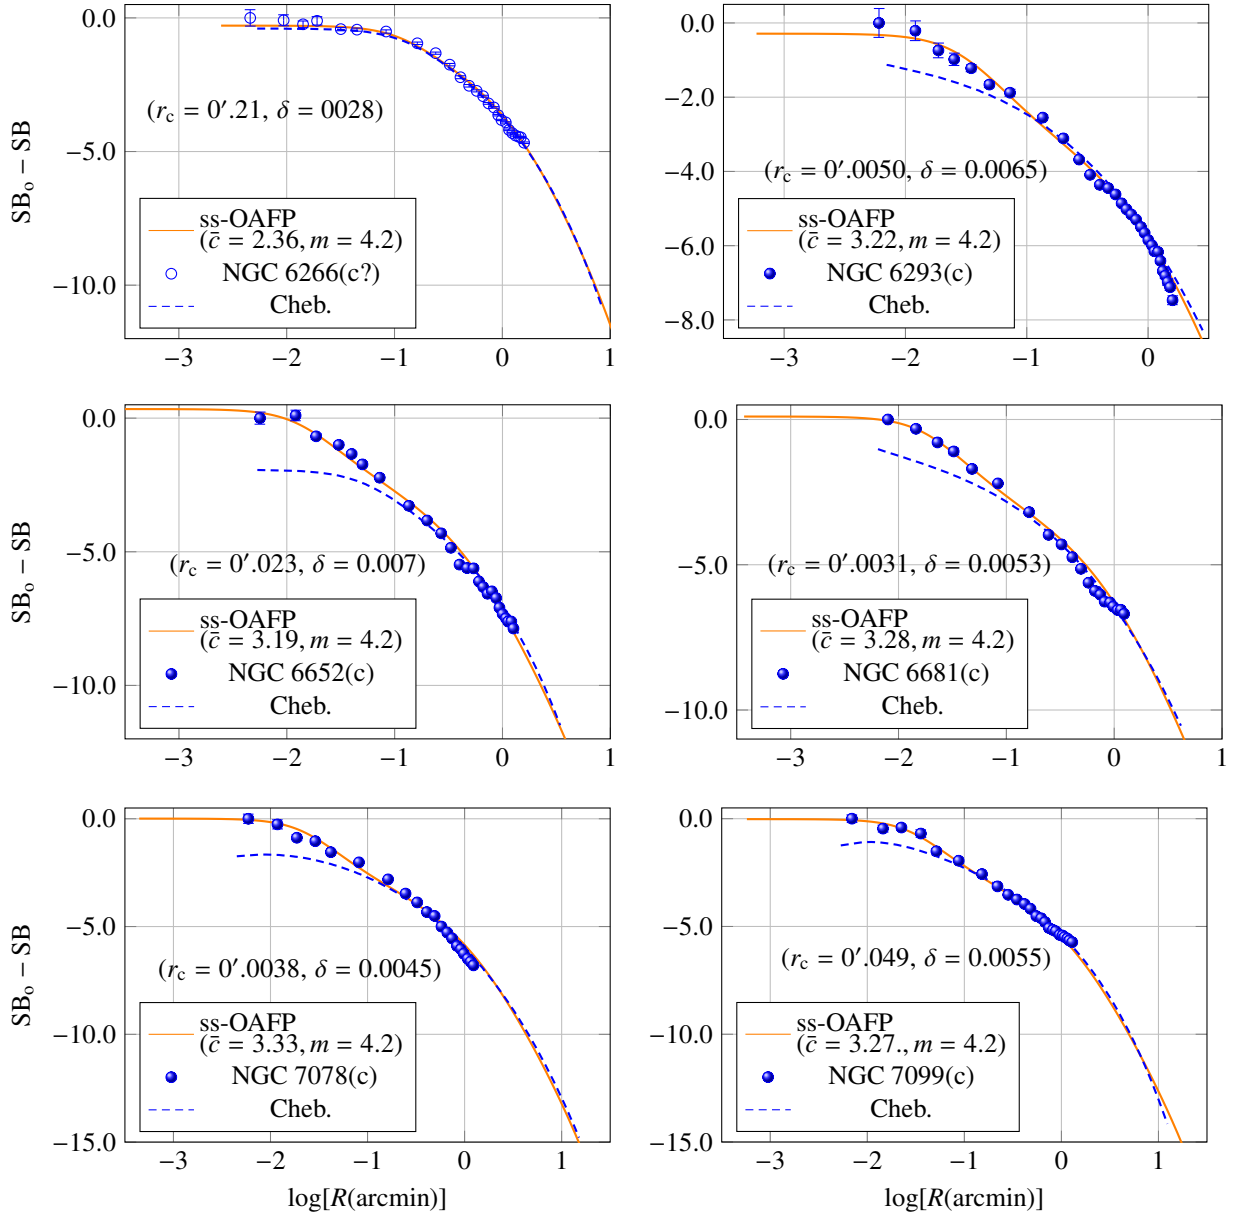 0.0
−5.0
−10.0
SB₀ − SB
(r_c = 0′.21, δ = 0028)
ss-OAFP
(c̄ = 2.36, m = 4.2)
NGC 6266(c?)
Cheb.
−3 −2 −1 0 1
0.0
−2.0
−4.0
−6.0
−8.0
(r_c = 0′.0050, δ = 0.0065)
ss-OAFP
(c̄ = 3.22, m = 4.2)
NGC 6293(c)
Cheb.
−3 −2 −1 0
0.0
−5.0
−10.0
SB₀ − SB
(r_c = 0′.023, δ = 0.007)
ss-OAFP
(c̄ = 3.19, m = 4.2)
NGC 6652(c)
Cheb.
−3 −2 −1 0 1
0.0
−5.0
−10.0
(r_c = 0′.0031, δ = 0.0053)
ss-OAFP
(c̄ = 3.28, m = 4.2)
NGC 6681(c)
Cheb.
−3 −2 −1 0 1
0.0
−5.0
−10.0
−15.0
SB₀ − SB
(r_c = 0′.0038, δ = 0.0045)
ss-OAFP
(c̄ = 3.33, m = 4.2)
NGC 7078(c)
Cheb.
−3 −2 −1 0 1
log[R(arcmin)]
0.0
−5.0
−10.0
−15.0
(r_c = 0′.049, δ = 0.0055)
ss-OAFP
(c̄ = 3.27., m = 4.2)
NGC 7099(c)
Cheb.
−3 −2 −1 0 1
log[R(arcmin)]